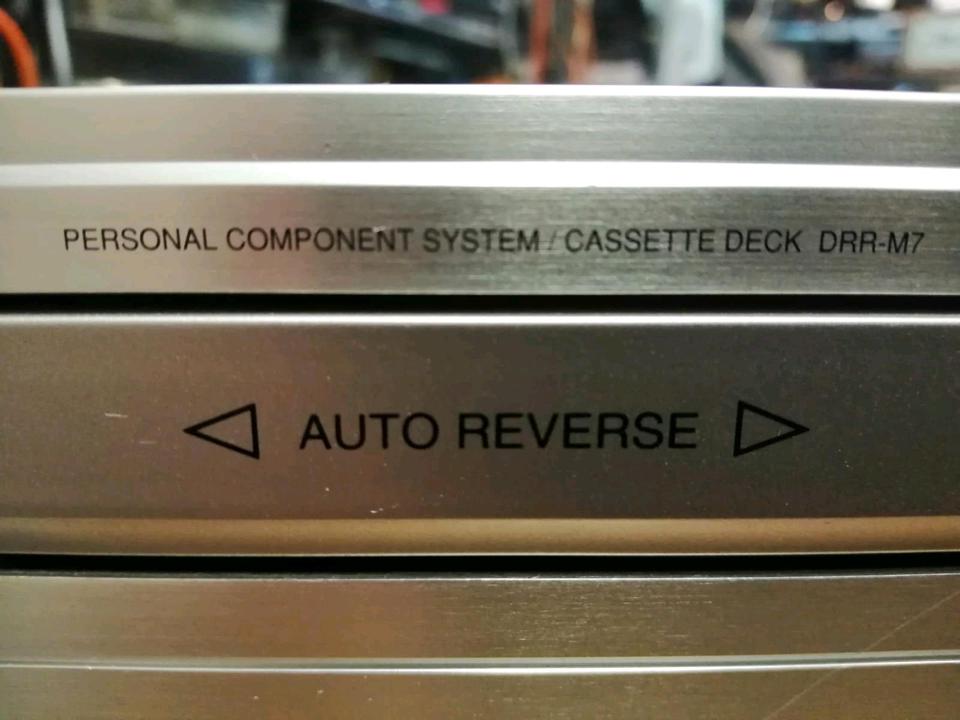 PERSONAL COMPONENT SYSTEM / CASSETTE DECK DRR-M7
AUTO REVERSE